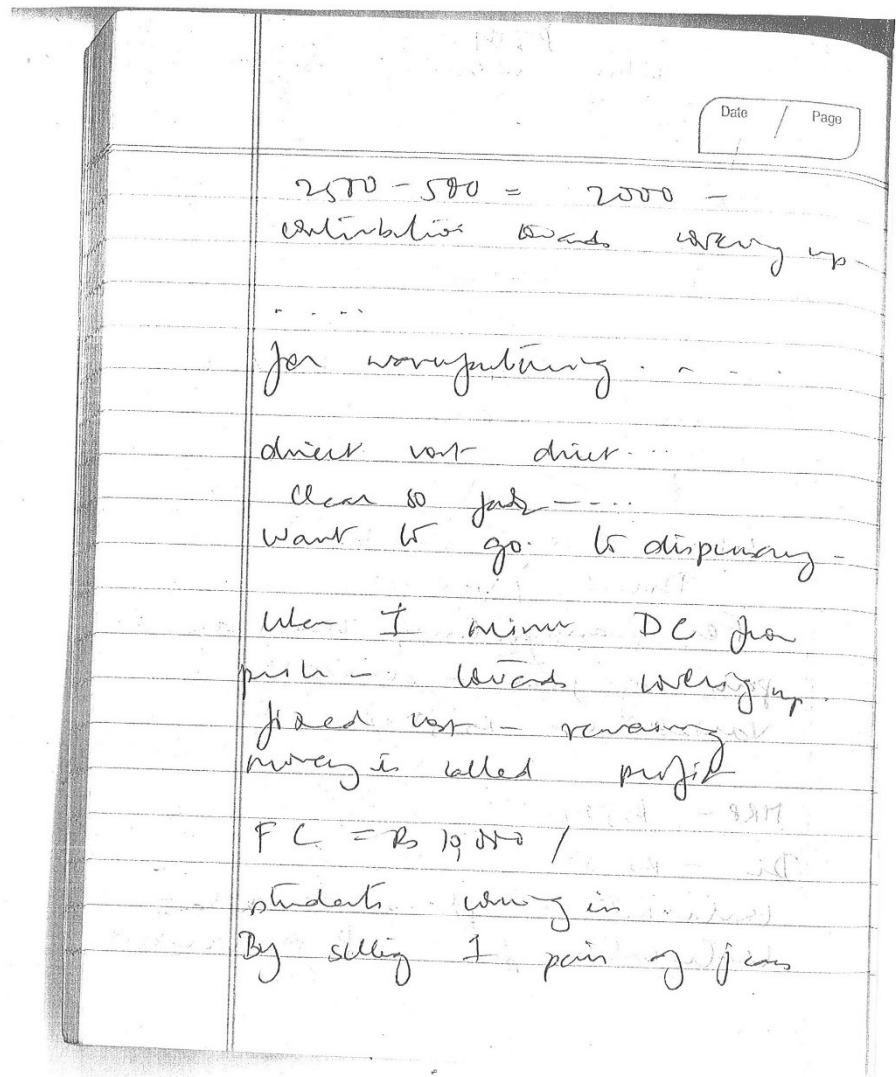 Date / Page
2500 - 500 = 2000 -
contribution towards covering up -
. . . . .
for manufacturing . . . . .
direct cost direct . . .
Clear so far - - . . .
want to go to dispensary -
When I minus DC from
- towards covering up.
fixed cost - remaining
money is called profit
F C = Rs 10,000 /
students coming in
By selling 1 pair of jeans
MRP -